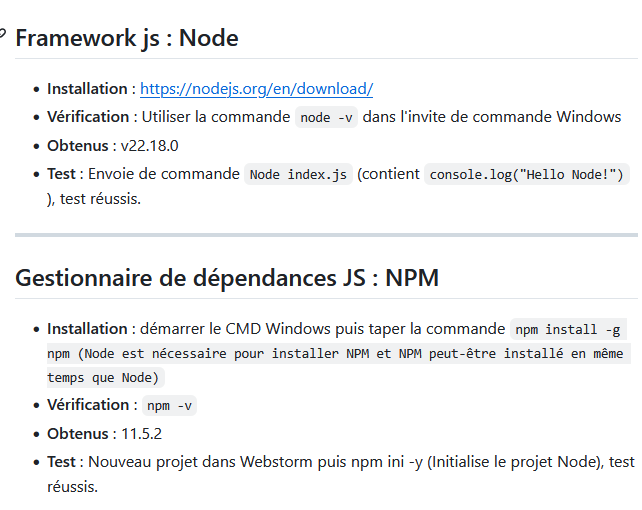 Framework js : Node
Installation : https://nodejs.org/en/download/
Vérification : Utiliser la commande node -v dans l'invite de commande Windows
Obtenus : v22.18.0
Test : Envoie de commande Node index.js (contient console.log("Hello Node!")
), test réussis.
Gestionnaire de dépendances JS : NPM
Installation : démarrer le CMD Windows puis taper la commande npm install -g
npm (Node est nécessaire pour installer NPM et NPM peut-être installé en même
temps que Node)
Vérification : npm -v
Obtenus : 11.5.2
Test : Nouveau projet dans Webstorm puis npm ini -y (Initialise le projet Node), test
réussis.